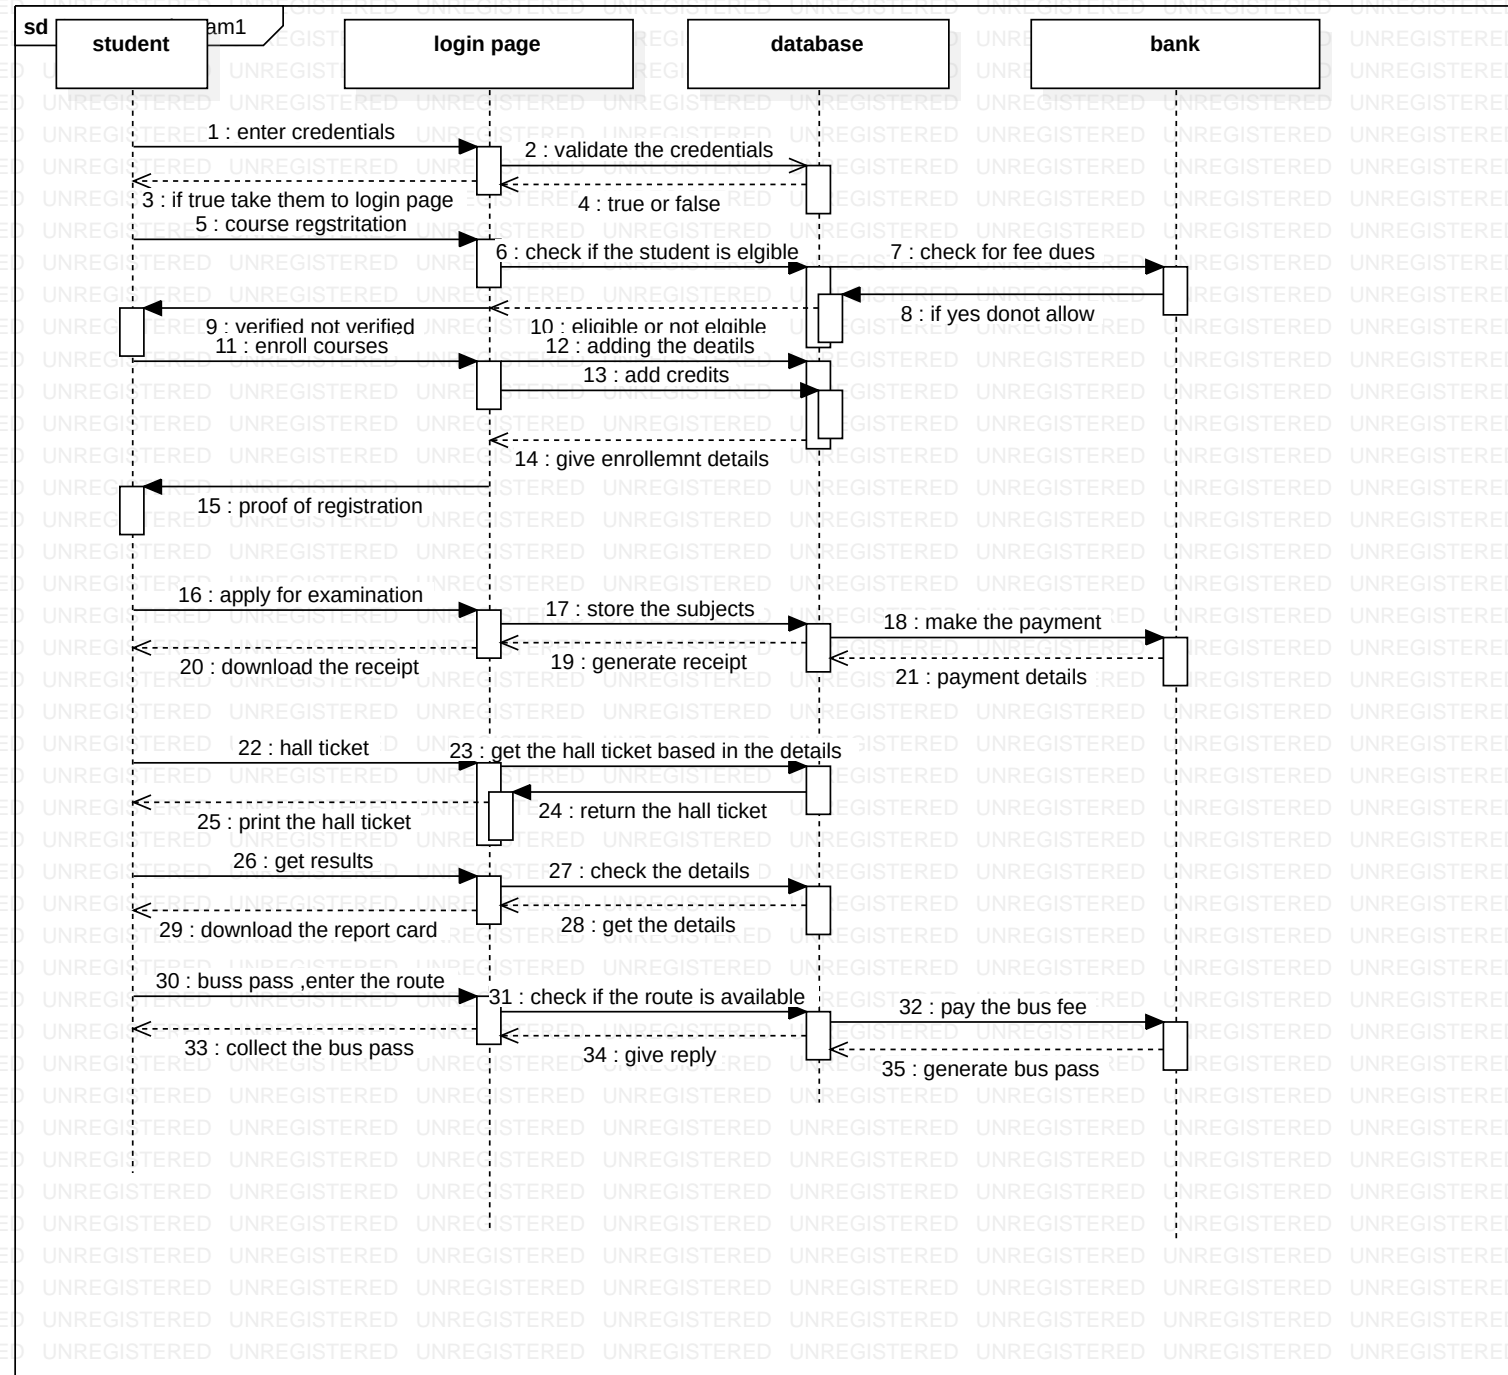 sd am1
student
login page
database
bank
1 : enter credentials
2 : validate the credentials
3 : if true take them to login page
4 : true or false
5 : course regstritation
6 : check if the student is elgible
7 : check for fee dues
8 : if yes donot allow
9 : verified not verified
10 : eligible or not elgible
11 : enroll courses
12 : adding the deatils
13 : add credits
14 : give enrollemnt details
15 : proof of registration
16 : apply for examination
17 : store the subjects
18 : make the payment
19 : generate receipt
20 : download the receipt
21 : payment details
22 : hall ticket
23 : get the hall ticket based in the details
24 : return the hall ticket
25 : print the hall ticket
26 : get results
27 : check the details
28 : get the details
29 : download the report card
30 : buss pass ,enter the route
31 : check if the route is available
32 : pay the bus fee
33 : collect the bus pass
34 : give reply
35 : generate bus pass
UNREGISTERED